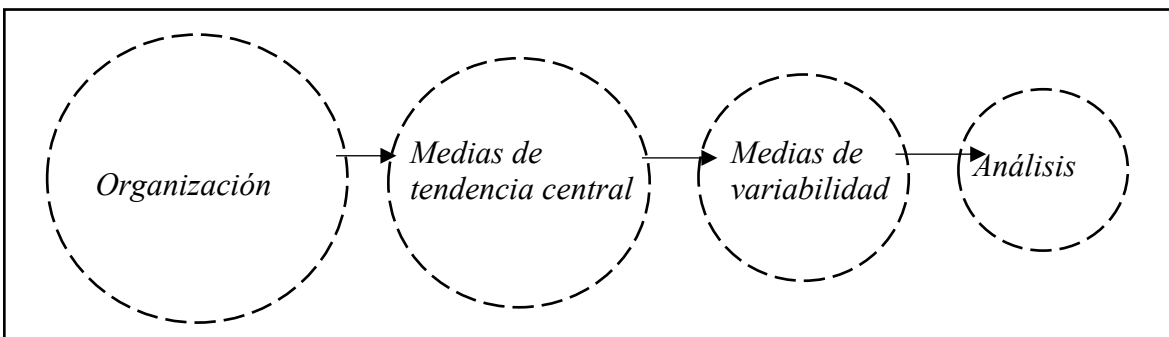 Organización
Medias de
tendencia central
Medias de
variabilidad
Análisis